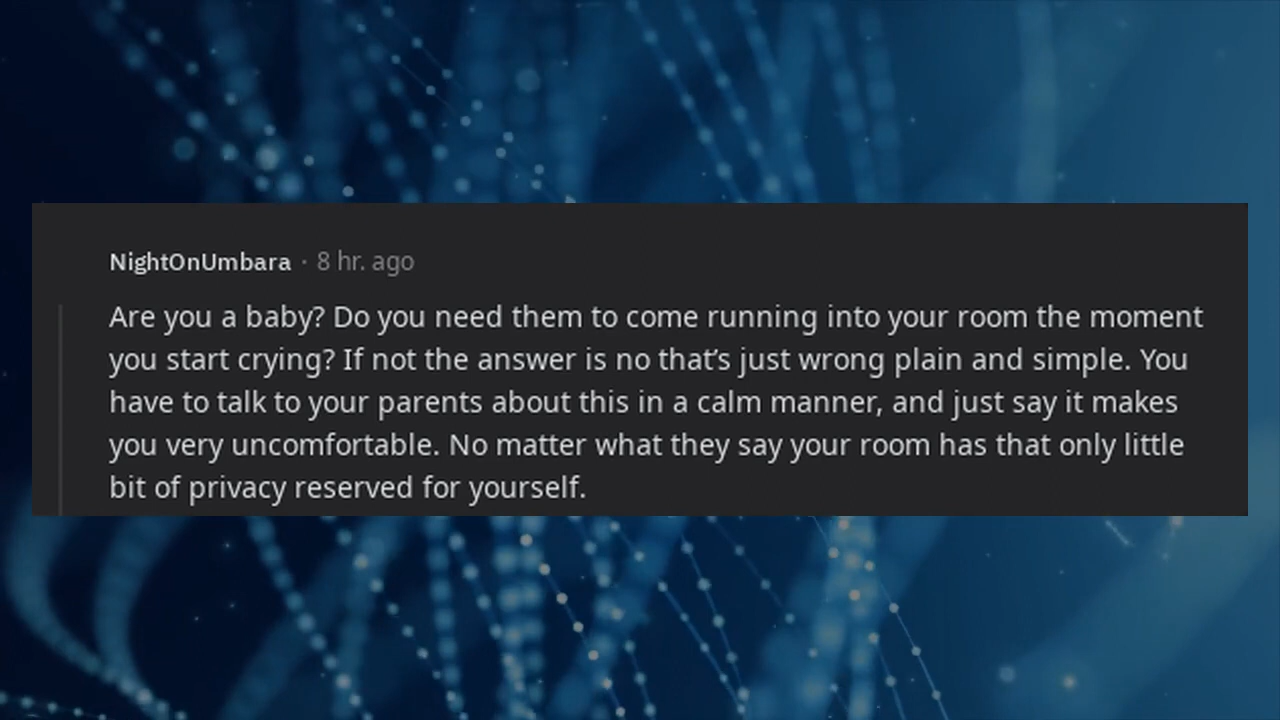 NightOnUmbara · 8 hr. ago
Are you a baby? Do you need them to come running into your room the moment
you start crying? If not the answer is no that’s just wrong plain and simple. You
have to talk to your parents about this in a calm manner, and just say it makes
you very uncomfortable. No matter what they say your room has that only little
bit of privacy reserved for yourself.